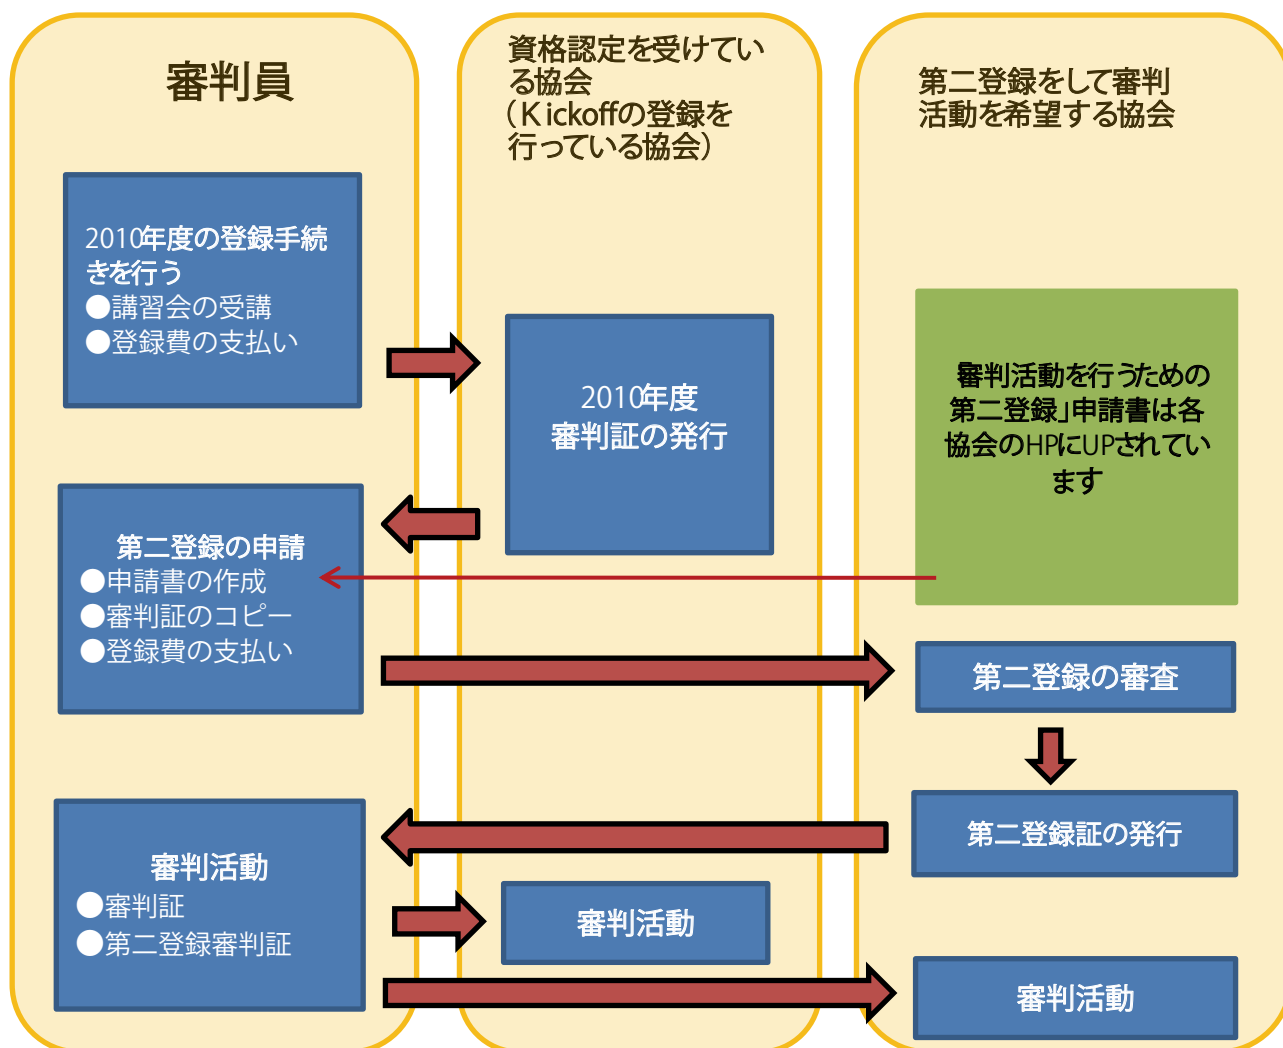 審判員
2010年度の登録手続
きを行う
●講習会の受講
●登録費の支払い
第二登録の申請
●申請書の作成
●審判証のコピー
●登録費の支払い
審判活動
●審判証
●第二登録審判証
資格認定を受けてい
る協会
（Kickoffの登録を
行っている協会）
2010年度
審判証の発行
審判活動
第二登録をして審判
活動を希望する協会
審判活動を行うための
第二登録」申請書は各
協会のHPにUPされてい
ます
第二登録の審査
第二登録証の発行
審判活動